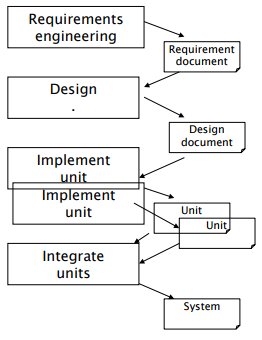 Requirements
engineering
Requirement
document
Design
.
Design
document
Implement
unit
Implement
unit
Unit
Unit
Integrate
units
System